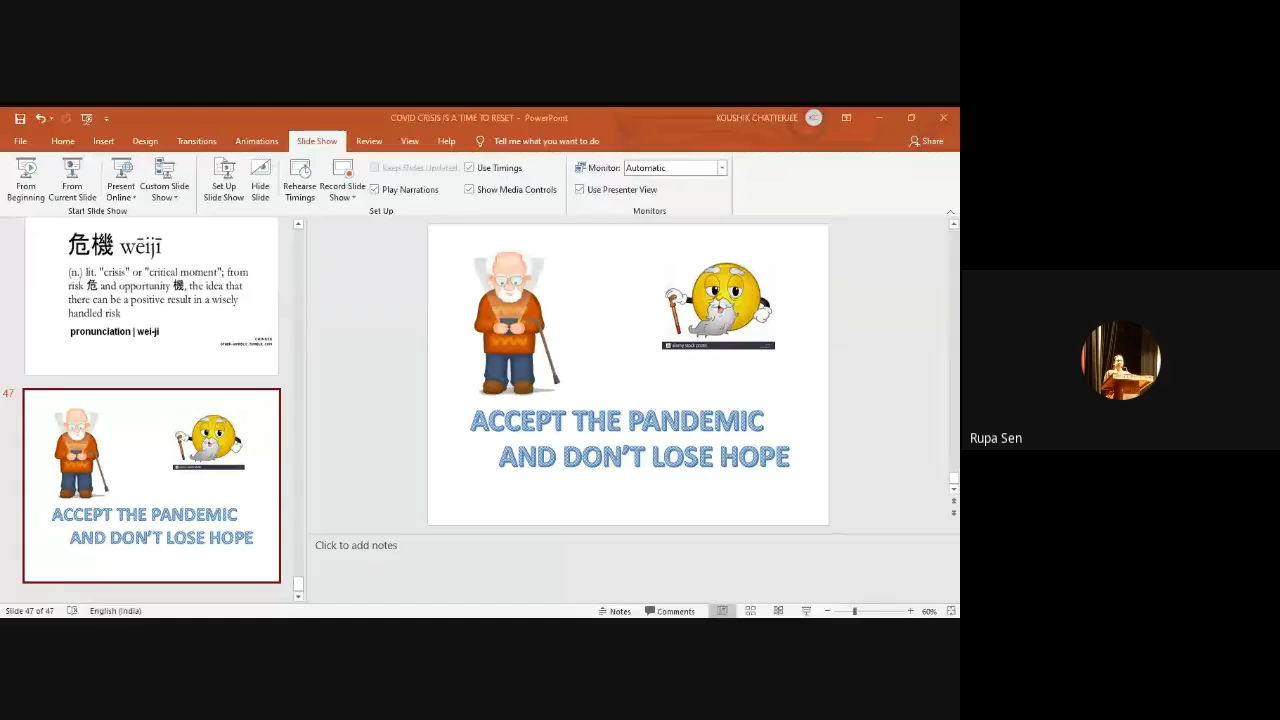 COVID CRISIS IS A TIME TO RESET - PowerPoint
KOUSHIK CHATTERJEE
File Home Insert Design Transitions Animations Slide Show Review View Help Tell me what you want to do
Share
From Beginning
From Current Slide
Present Online
Custom Slide Show
Set Up Slide Show
Hide Slide
Rehearse Timings
Record Slide Show
Keep Slides Updated
Play Narrations
Use Timings
Show Media Controls
Monitor: Automatic
Use Presenter View
Start Slide Show
Set Up
Monitors
危機 wēijī
(n.) lit. "crisis" or "critical moment"; from
risk 危 and opportunity 機, the idea that
there can be a positive result in a wisely
handled risk
pronunciation | wei-ji
47
ACCEPT THE PANDEMIC
AND DON'T LOSE HOPE
alamy stock photo
ACCEPT THE PANDEMIC
AND DON'T LOSE HOPE
Click to add notes
Slide 47 of 47
English (India)
Notes
Comments
60%
Rupa Sen